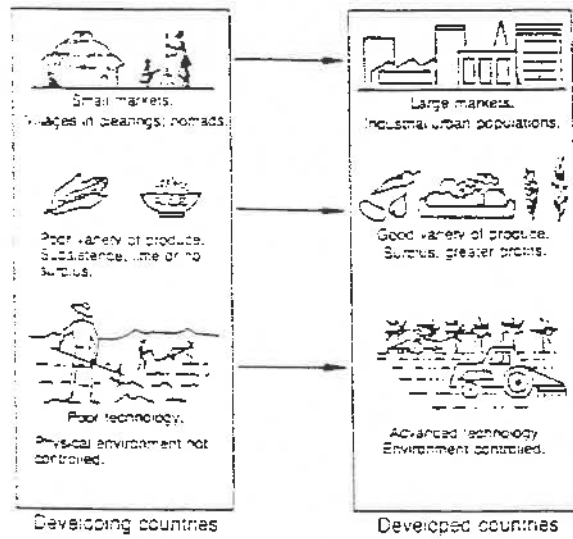 Small markets.
Villages in clearings; nomads.
Poor variety of produce.
Subsistence, little or no
surplus.
Poor technology.
Physical environment not
controlled.
Developing countries
Large markets.
Industrial urban populations.
Good variety of produce.
Surplus, greater profits.
Advanced technology
Environment controlled.
Developed countries